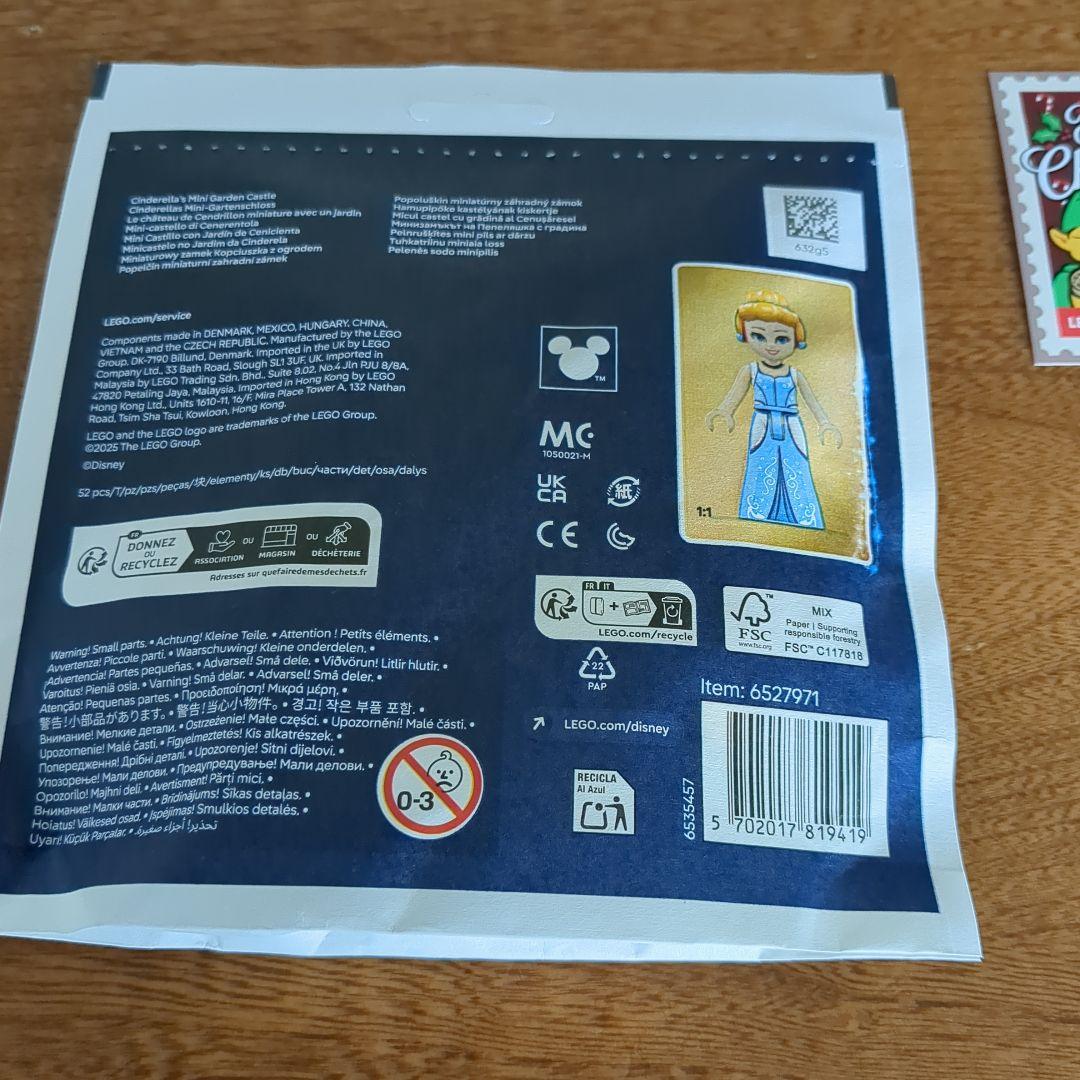 Cinderella's Mini Garden Castle
Cinderellas Mini-Gartenschloss
Le château de Cendrillon miniature avec un jardin
Mini-castello di Cenerentola
Mini Castillo con Jardín de Cenicienta
Minicastelo no Jardim da Cinderela
Miniaturowy zamek Kopciuszka z ogrodem
Popelčin miniaturní zahradní zámek
Popoluškin miniatúrny záhradný zámok
Hamupipőke kastélyának kiskertje
Micul castel cu grădină al Cenușăresei
Минизамъкът на Пепеляшка с градина
Pelnrušķītes mini pils ar dārzu
Tuhkatriinu miniaia loss
Pelenės sodo minipilis
632g5
LEGO.com/service
Components made in DENMARK, MEXICO, HUNGARY, CHINA,
VIETNAM and the CZECH REPUBLIC. Manufactured by the LEGO
Group, DK-7190 Billund, Denmark. Imported in the UK by LEGO
Company Ltd., 33 Bath Road, Slough SL1 3UF, UK. Imported in
Malaysia by LEGO Trading Sdn. Bhd., Suite 8.02, No.4 Jln PJU 8/8A,
47820 Petaling Jaya, Malaysia. Imported in Hong Kong by LEGO
Hong Kong Ltd., Units 1610-11, 16/F, Mira Place Tower A, 132 Nathan
Road, Tsim Sha Tsui, Kowloon, Hong Kong.
LEGO and the LEGO logo are trademarks of the LEGO Group.
©2025 The LEGO Group.
©Disney
52 pcs/T/pz/pzs/peças/块/elementy/ks/db/buc/части/det/osa/dalys
TM
MC
1050021-M
UK
CA
紙
CE
1:1
FR
DONNEZ
OU
RECYCLEZ
ASSOCIATION
OU
MAGASIN
OU
DÉCHÈTERIE
Adresses sur quefairedemesdechets.fr
FR IT
+
LEGO.com/recycle
22
PAP
FSC
www.fsc.org
MIX
Paper | Supporting
responsible forestry
FSC™ C117818
Warning! Small parts. • Achtung! Kleine Teile. • Attention ! Petits éléments. •
Avvertenza! Piccole parti. • Waarschuwing! Kleine onderdelen. •
¡Advertencia! Partes pequeñas. • Advarsel! Små dele. • Viðvörun! Litlir hlutir. •
Varoitus! Pieniä osia. • Varning! Små delar. • Advarsel! Små deler. •
Atenção! Pequenas partes. • Προειδοποίηση! Μικρά μέρη. •
警告!小部品があります。• 警告!当心小物件。• 경고! 작은 부품 포함. •
Внимание! Мелкие детали. • Ostrzeżenie! Małe części. • Upozornění! Malé části. •
Upozornenie! Malé časti. • Figyelmeztetés! Kis alkatrészek. •
Попередження! Дрібні деталі. • Upozorenje! Sitni dijelovi. •
Упозорење! Мали делови. • Предупредување! Мали делови. •
Opozorilo! Majhni deli. • Avertisment! Părți mici. •
Внимание! Малки части. • Brīdinājums! Sīkas detaļas. •
Hoiatus! Väikesed osad. • Įspėjimas! Smulkios detalės. •
Uyarı! Küçük Parçalar. • تحذير! أجزاء صغيرة.
0-3
LEGO.com/disney
RECICLA
Al Azul
Item: 6527971
6535457
5 702017 819419